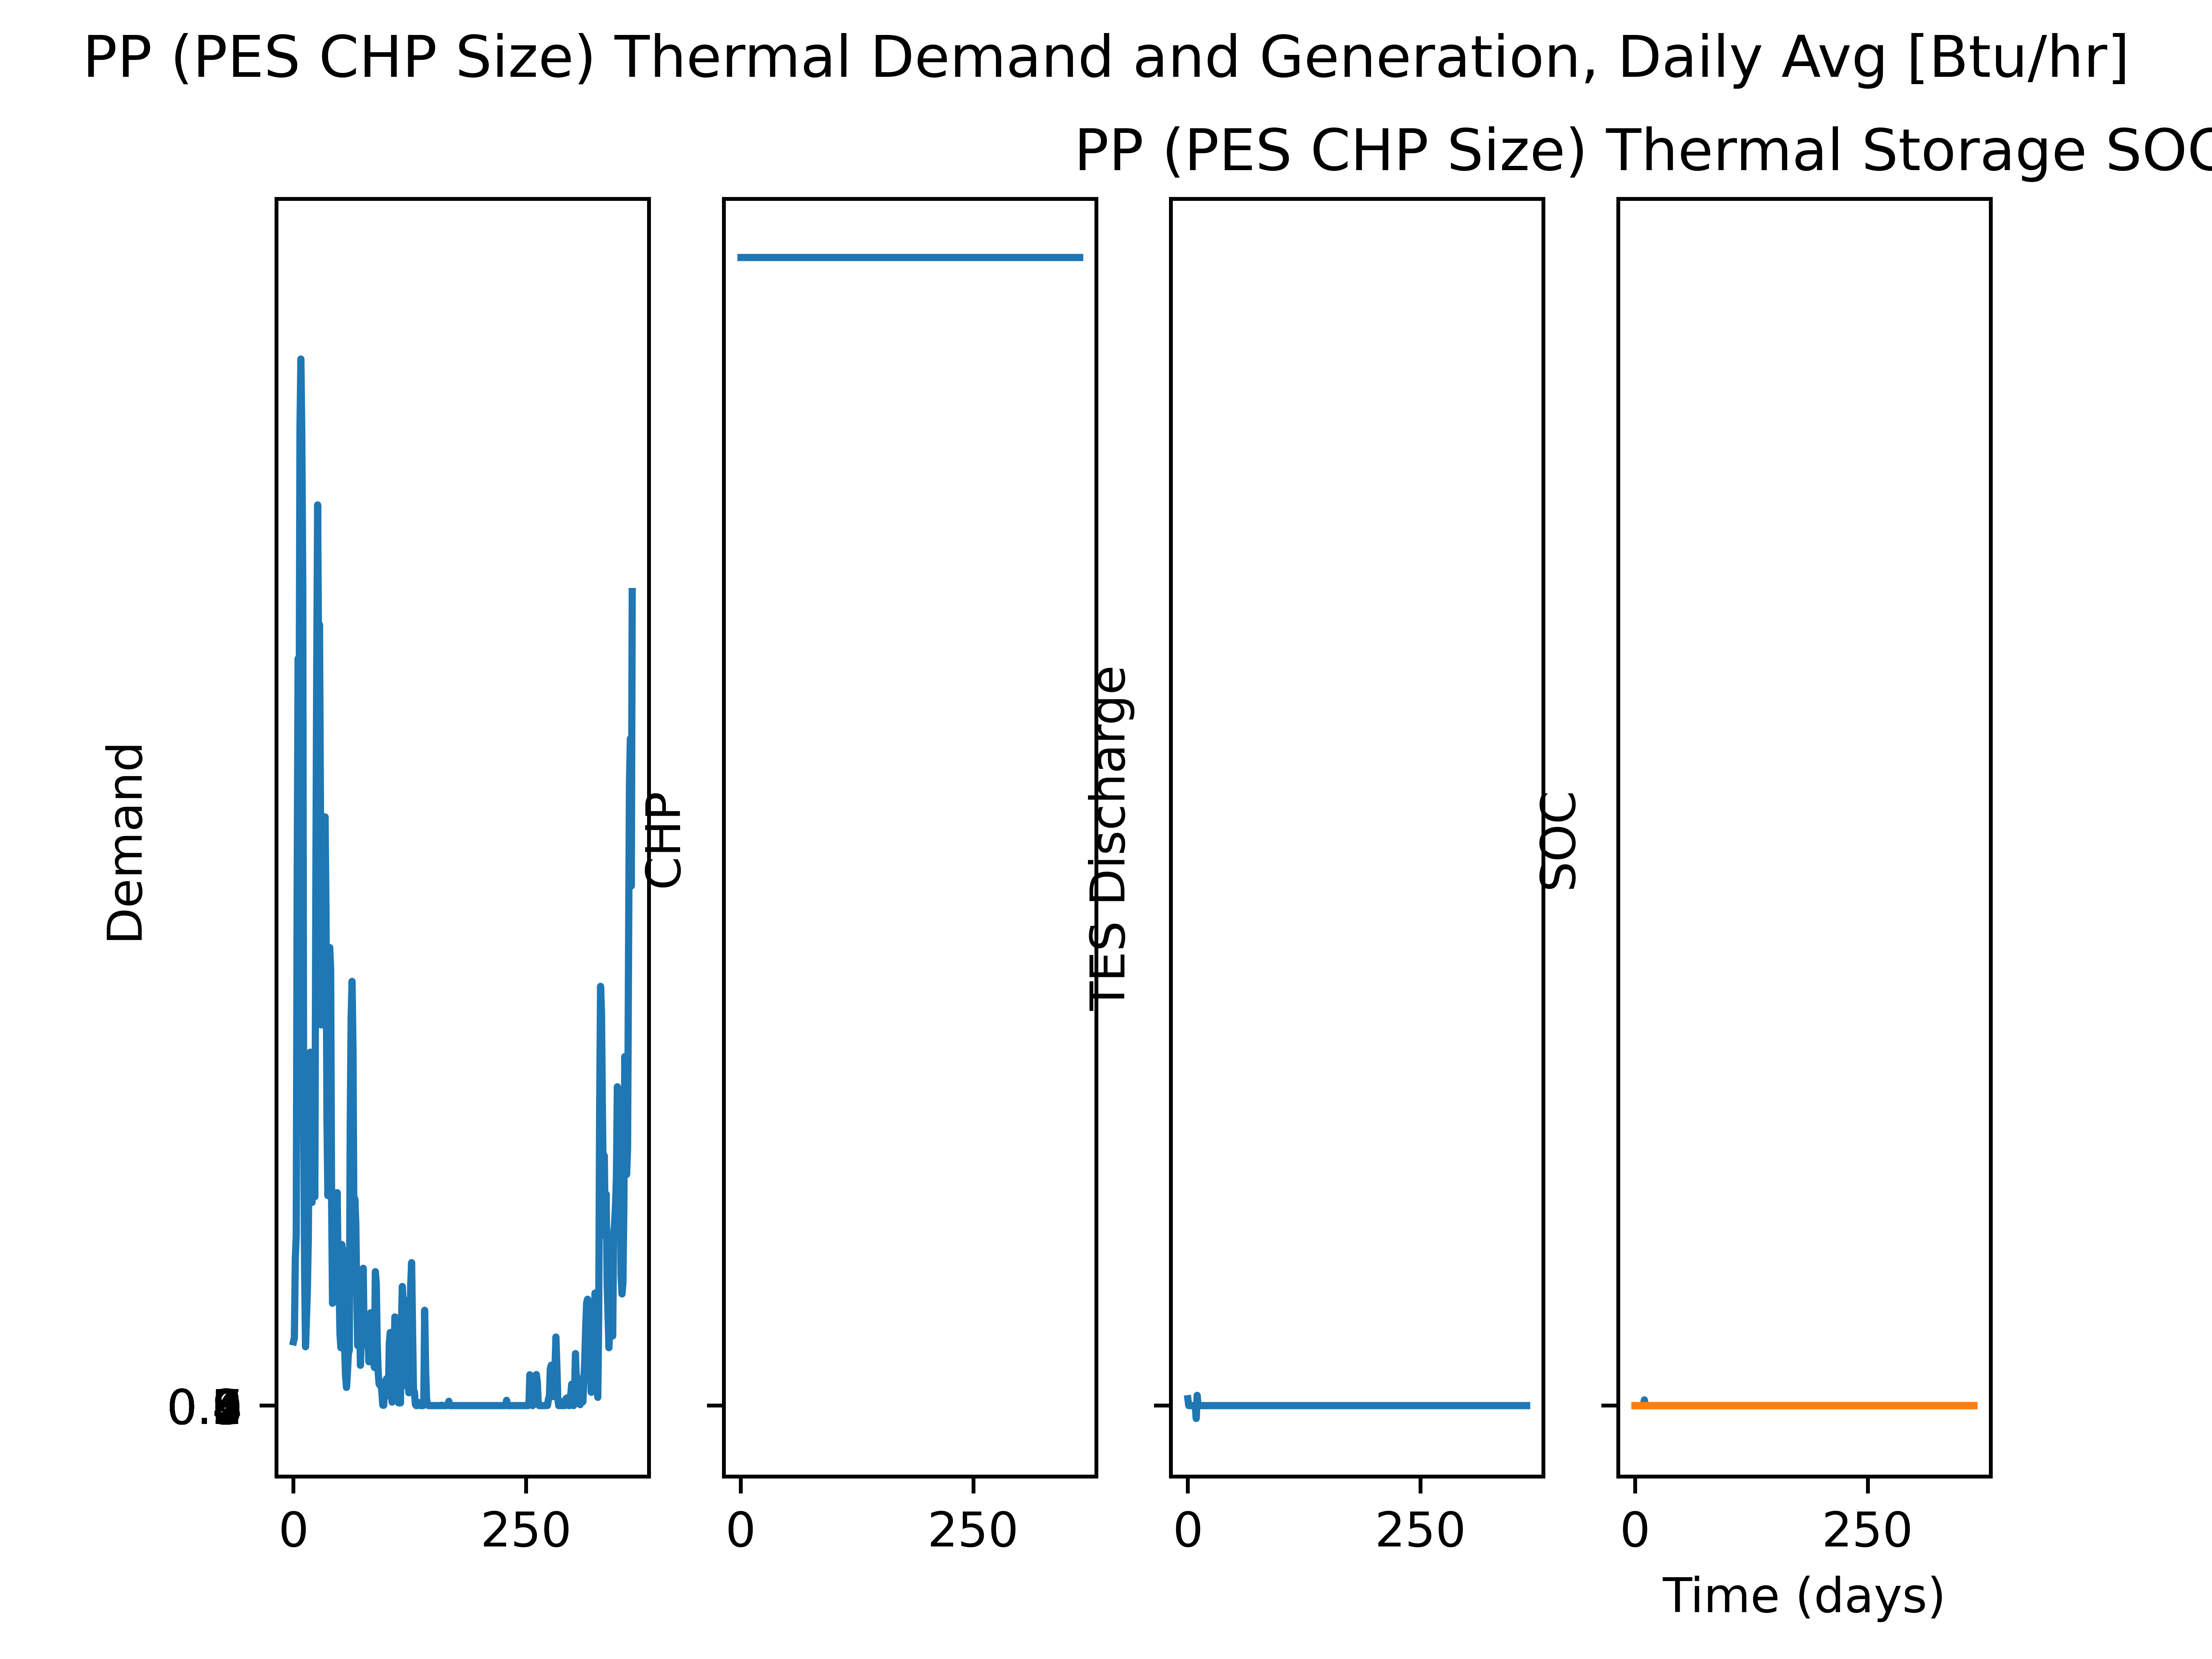 PP (PES CHP Size) Thermal Demand and Generation, Daily Avg [Btu/hr]
PP (PES CHP Size) Thermal Storage SOC
Demand
CHP
TES Discharge
SOC
0 250 0 250 0 250 0 250
Time (days)